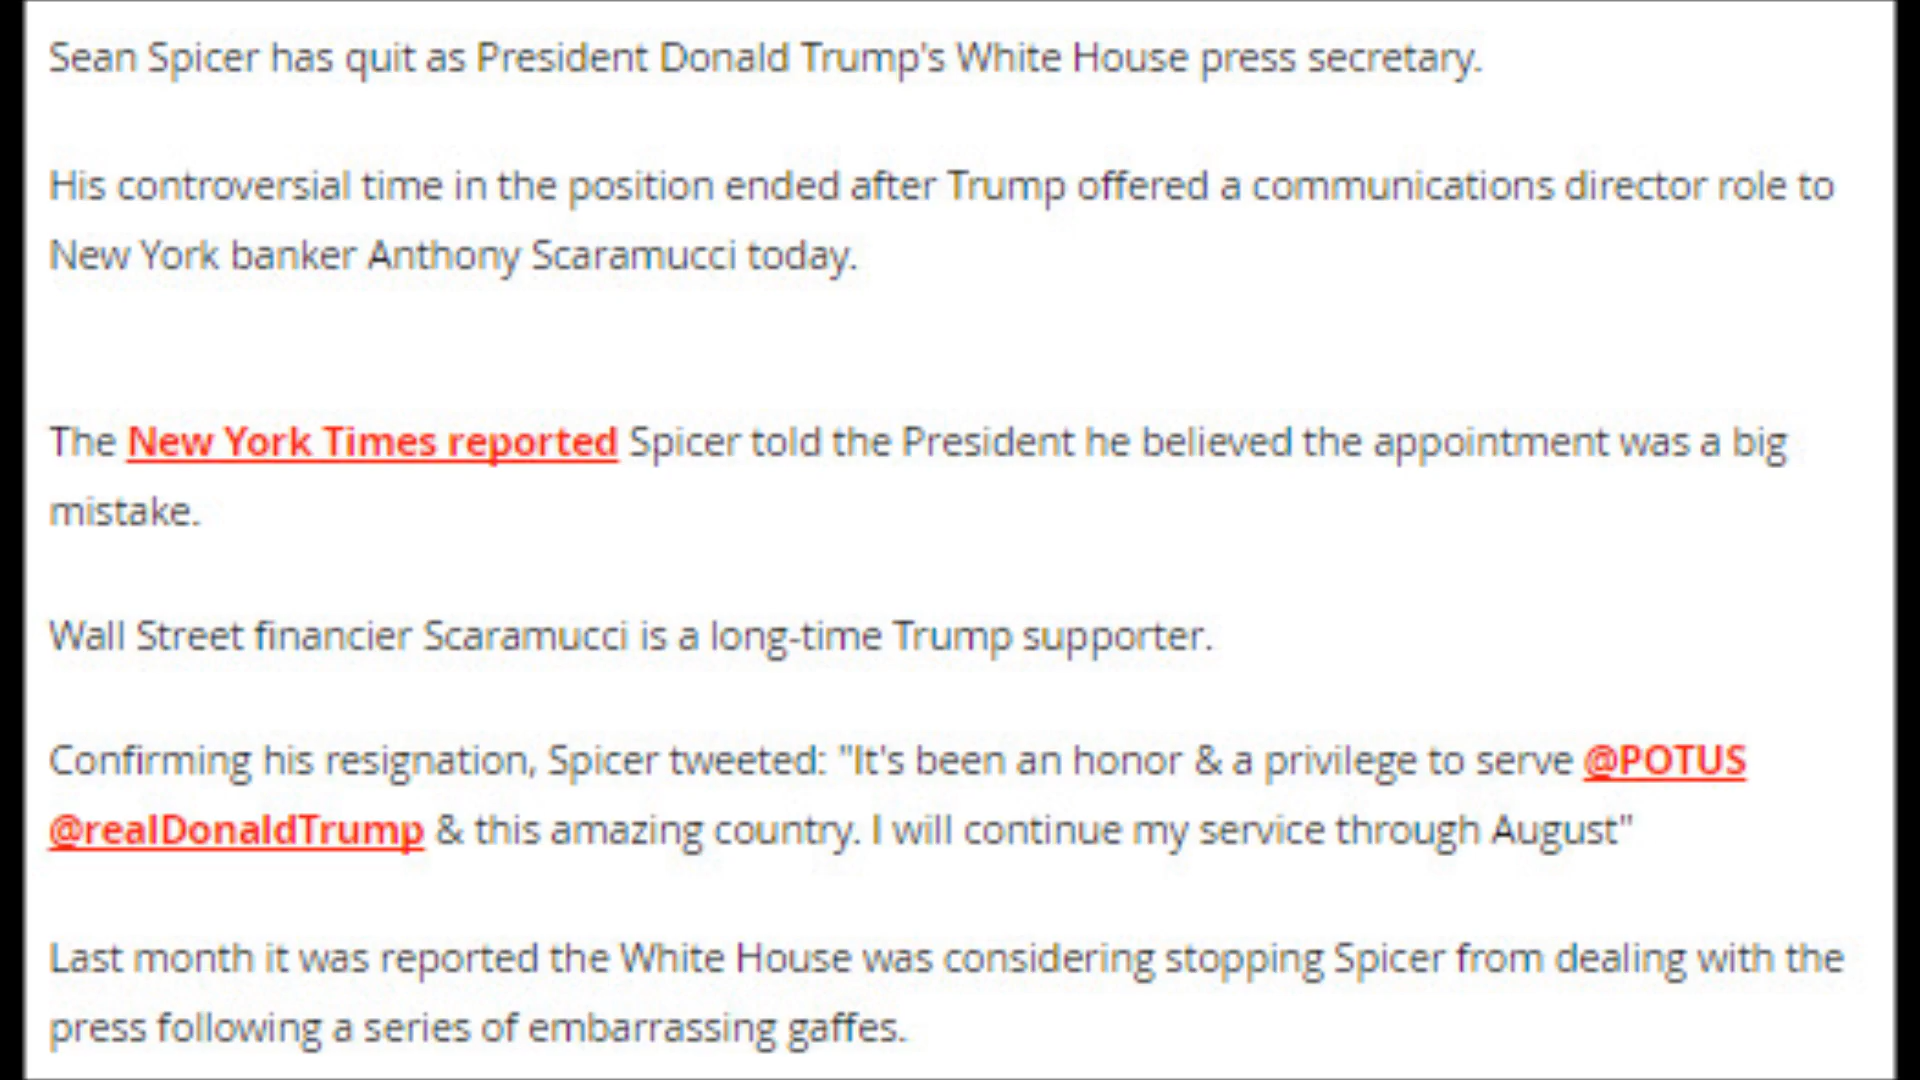 Sean Spicer has quit as President Donald Trump's White House press secretary.
His controversial time in the position ended after Trump offered a communications director role to
New York banker Anthony Scaramucci today.
The New York Times reported Spicer told the President he believed the appointment was a big
mistake.
Wall Street financier Scaramucci is a long-time Trump supporter.
Confirming his resignation, Spicer tweeted: "It's been an honor & a privilege to serve @POTUS
@realDonaldTrump & this amazing country. I will continue my service through August"
Last month it was reported the White House was considering stopping Spicer from dealing with the
press following a series of embarrassing gaffes.